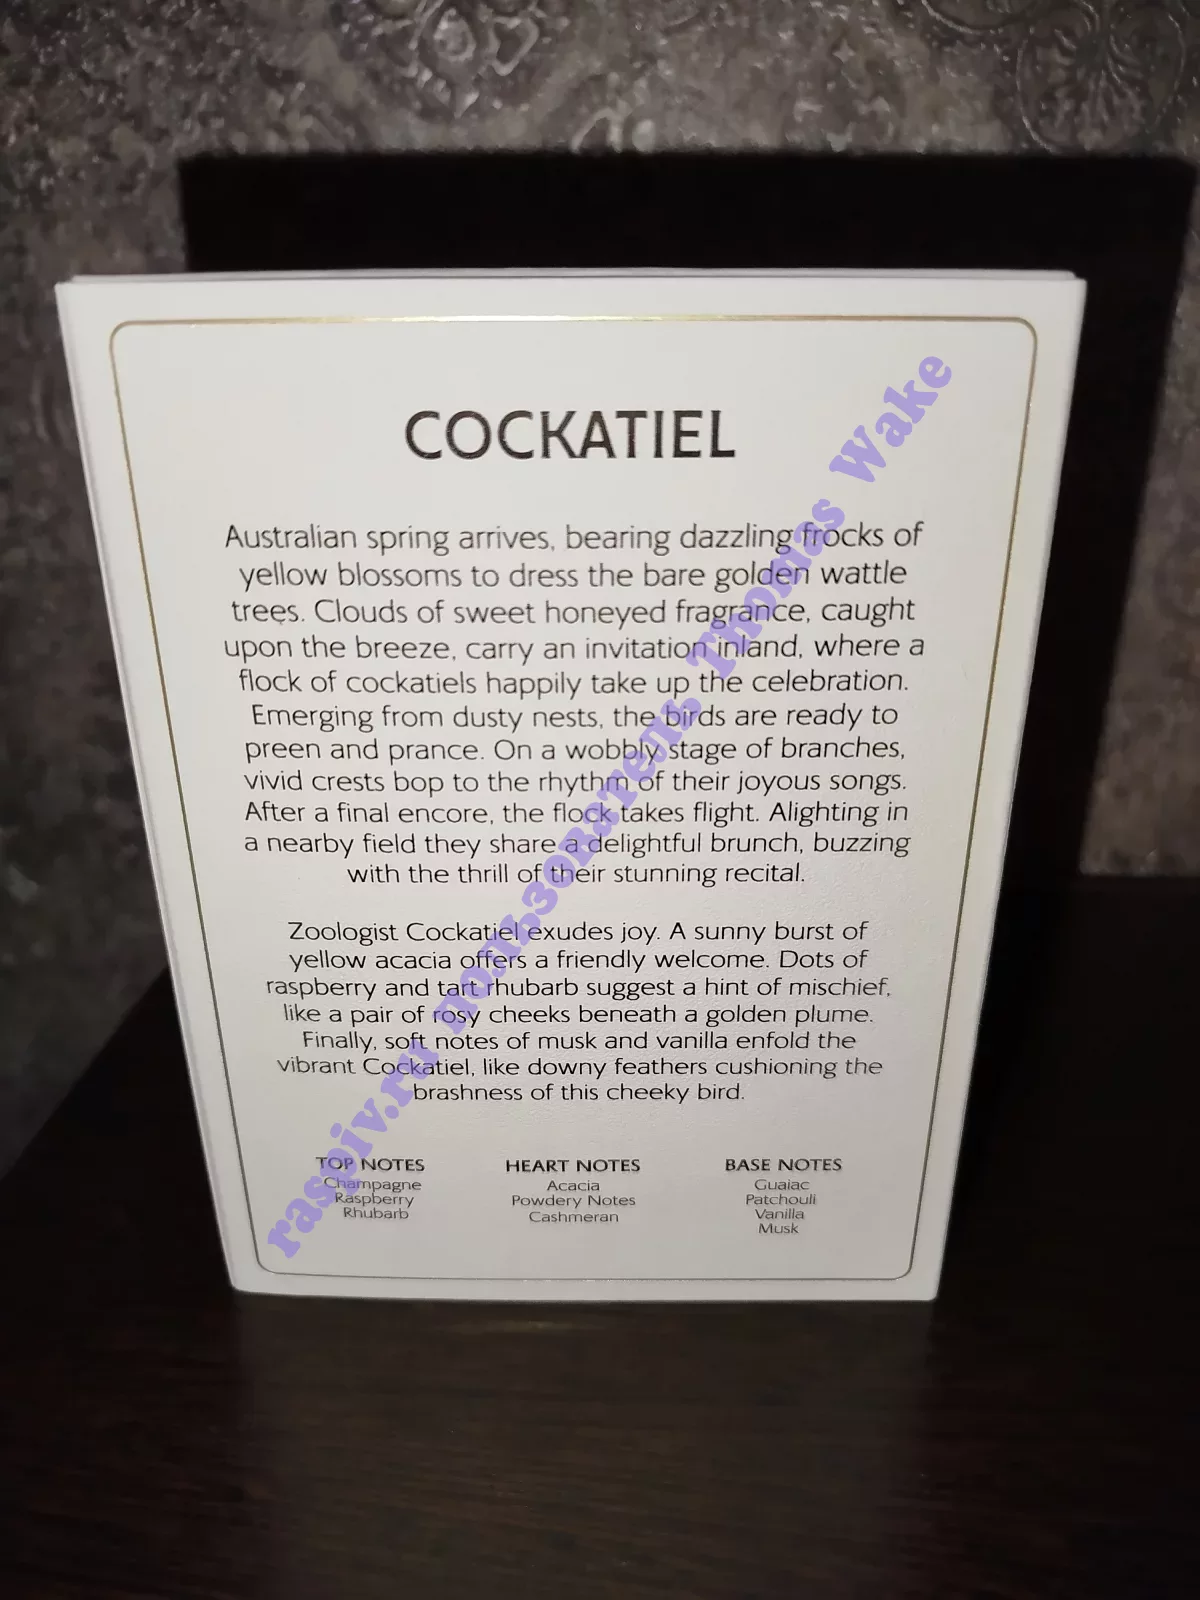 COCKATIEL
Australian spring arrives, bearing dazzling frocks of
yellow blossoms to dress the bare golden wattle
trees. Clouds of sweet honeyed fragrance, caught
upon the breeze, carry an invitation inland, where a
flock of cockatiels happily take up the celebration.
Emerging from dusty nests, the birds are ready to
preen and prance. On a wobbly stage of branches,
vivid crests bop to the rhythm of their joyous songs.
After a final encore, the flock takes flight. Alighting in
a nearby field they share a delightful brunch, buzzing
with the thrill of their stunning recital.
Zoologist Cockatiel exudes joy. A sunny burst of
yellow acacia offers a friendly welcome. Dots of
raspberry and tart rhubarb suggest a hint of mischief,
like a pair of rosy cheeks beneath a golden plume.
Finally, soft notes of musk and vanilla enfold the
vibrant Cockatiel, like downy feathers cushioning the
brashness of this cheeky bird.
TOP NOTES
Champagne
Raspberry
Rhubarb
HEART NOTES
Acacia
Powdery Notes
Cashmeran
BASE NOTES
Guaiac
Patchouli
Vanilla
Musk
raspiv.ru пользователь Thomas Wake